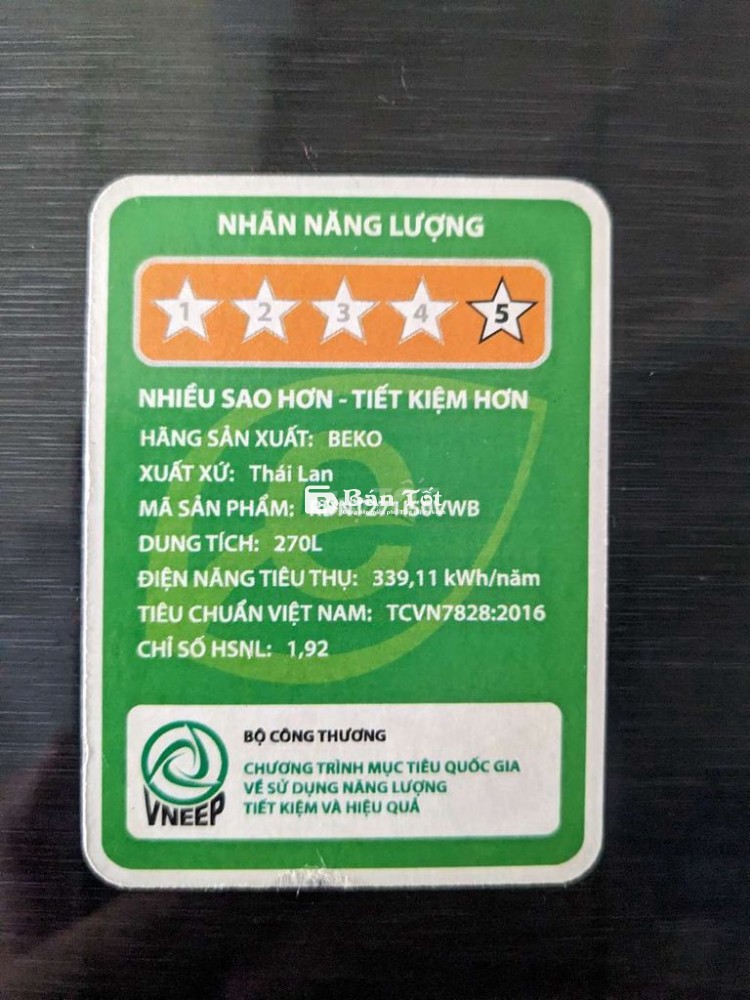 NHÃN NĂNG LƯỢNG
1 2 3 4 5
NHIỀU SAO HƠN - TIẾT KIỆM HƠN
HÃNG SẢN XUẤT: BEKO
XUẤT XỨ: Thái Lan
MÃ SẢN PHẨM:
Bán Tốt
DUNG TÍCH: 270L
ĐIỆN NĂNG TIÊU THỤ: 339,11 kWh/năm
TIÊU CHUẨN VIỆT NAM: TCVN7828:2016
CHỈ SỐ HSNL: 1,92
VNEEP
BỘ CÔNG THƯƠNG
CHƯƠNG TRÌNH MỤC TIÊU QUỐC GIA
VỀ SỬ DỤNG NĂNG LƯỢNG
TIẾT KIỆM VÀ HIỆU QUẢ